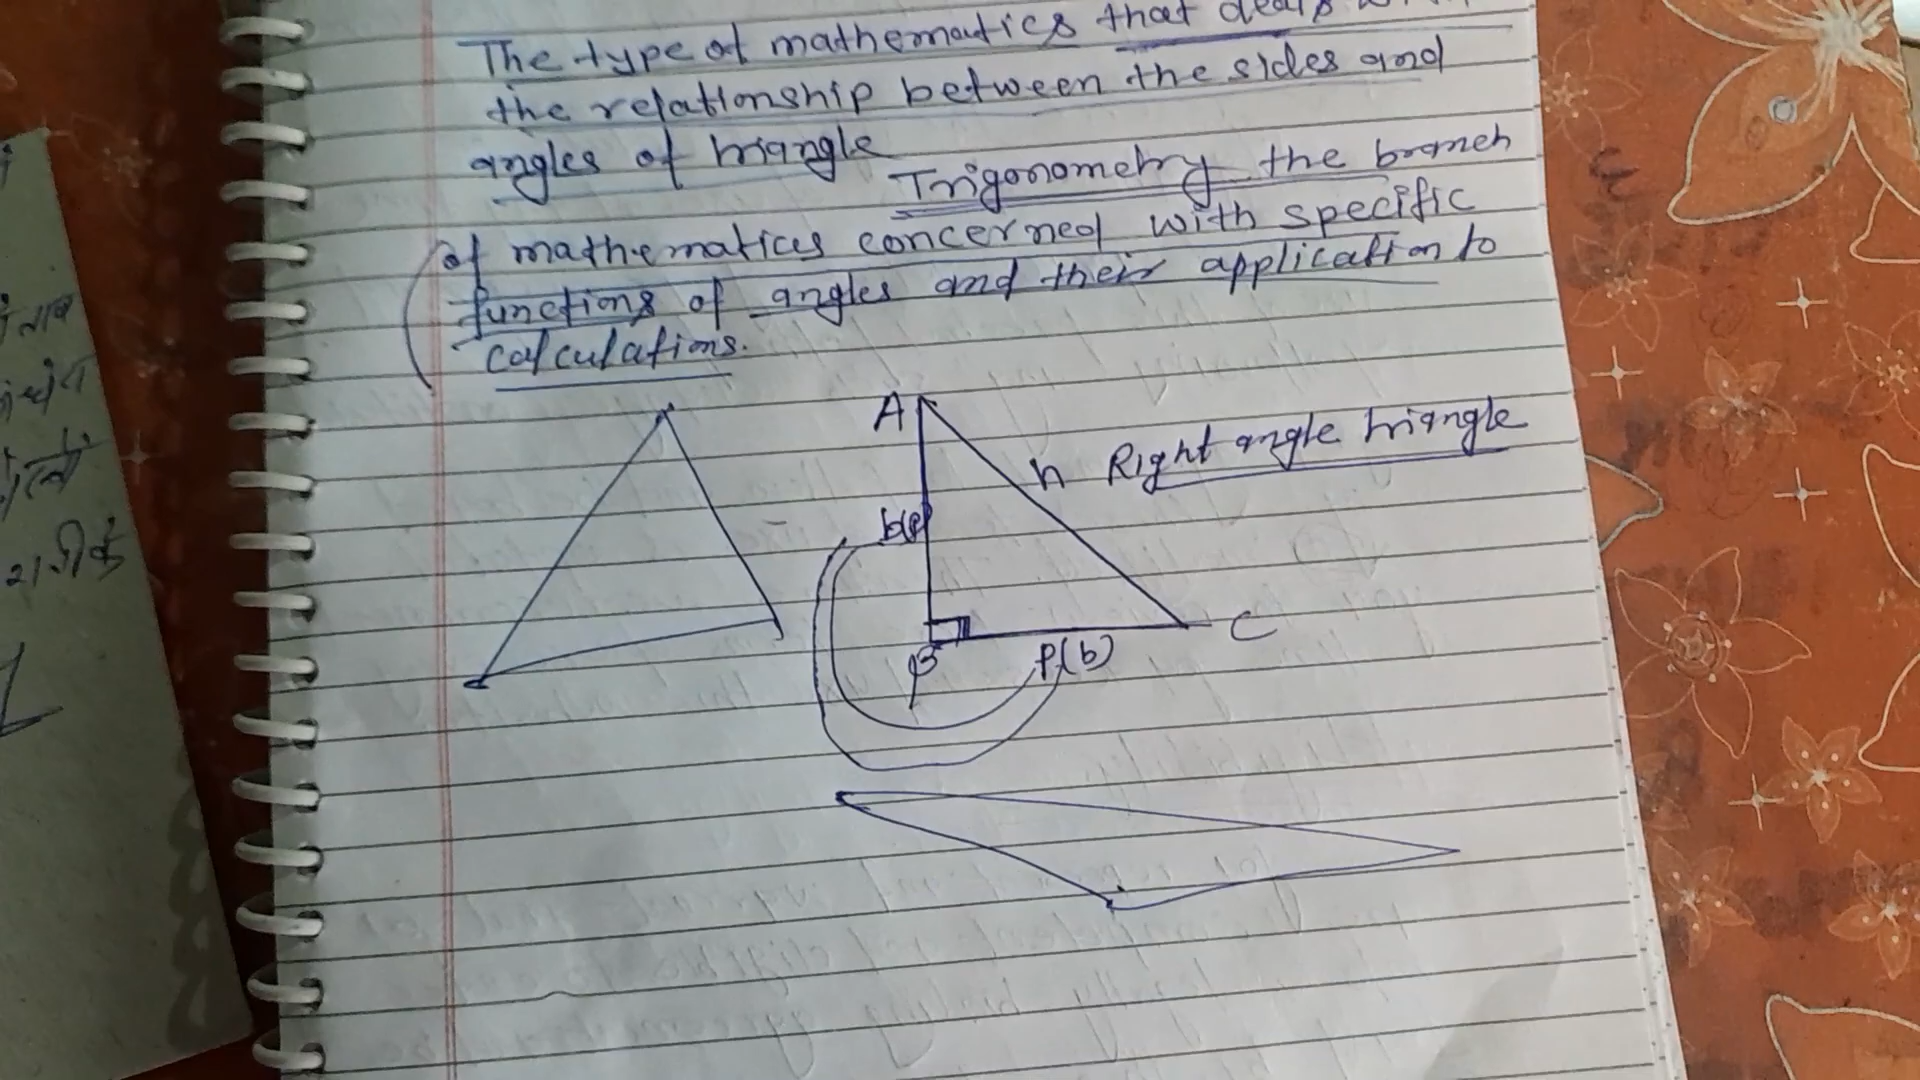 The type of mathematics that deals
the relationship between the sides and
angles of triangle
Trigonometry the branch
of mathematics concerned with specific
functions of angles and their application to
calculations.
A
h Right angle triangle
b(p)
C
B
P(b)